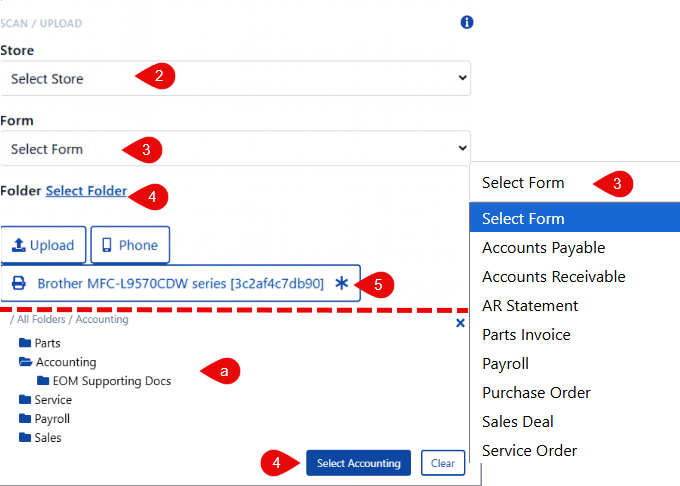 SCAN / UPLOAD
Store
Select Store
2
Form
Select Form
3
Folder Select Folder
4
Upload
Phone
Brother MFC-L9570CDW series [3c2af4c7db90]
5
/ All Folders / Accounting
Parts
Accounting
EOM Supporting Docs
a
Service
Payroll
Sales
4
Select Accounting
Clear
Select Form
3
Select Form
Accounts Payable
Accounts Receivable
AR Statement
Parts Invoice
Payroll
Purchase Order
Sales Deal
Service Order